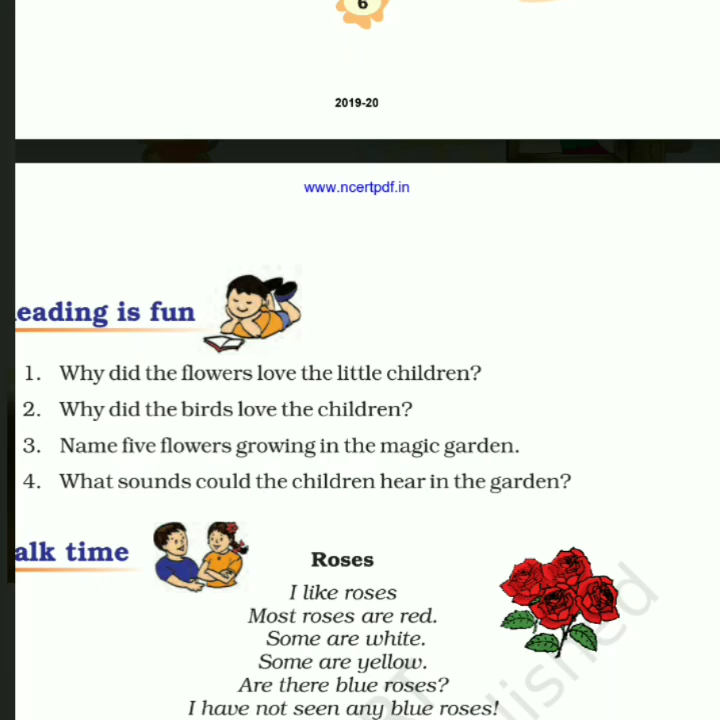 6
2019-20
www.ncertpdf.in
eading is fun
1. Why did the flowers love the little children?
2. Why did the birds love the children?
3. Name five flowers growing in the magic garden.
4. What sounds could the children hear in the garden?
alk time
Roses
I like roses
Most roses are red.
Some are white.
Some are yellow.
Are there blue roses?
I have not seen any blue roses!